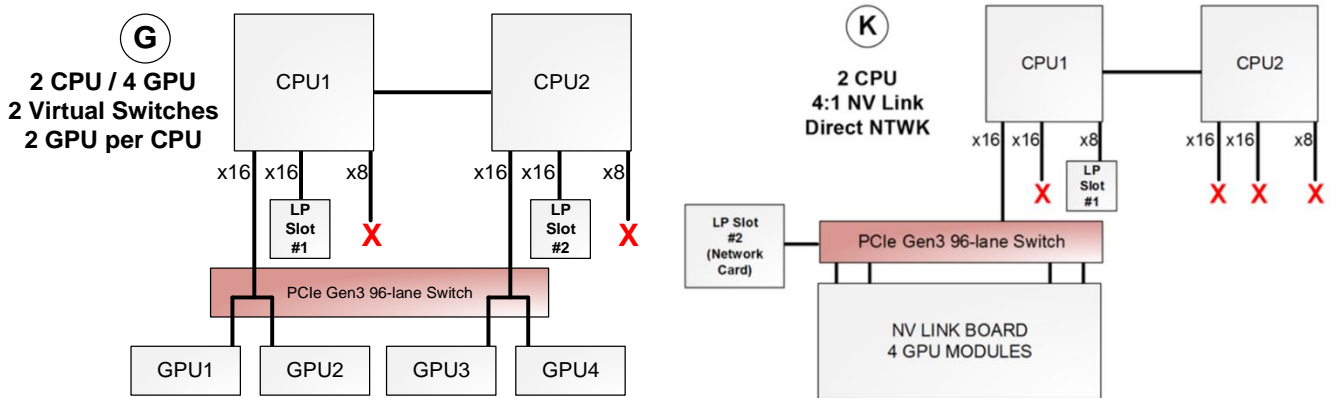 G
2 CPU / 4 GPU
2 Virtual Switches
2 GPU per CPU
CPU1
CPU2
x16
x16
x8
x16
x16
x8
LP
Slot
#1
X
LP
Slot
#2
X
PCIe Gen3 96-lane Switch
GPU1
GPU2
GPU3
GPU4
K
2 CPU
4:1 NV Link
Direct NTWK
CPU1
CPU2
x16
x16
x8
x16
x16
x8
X
LP
Slot
#1
X
X
X
LP Slot
#2
(Network
Card)
PCIe Gen3 96-lane Switch
NV LINK BOARD
4 GPU MODULES